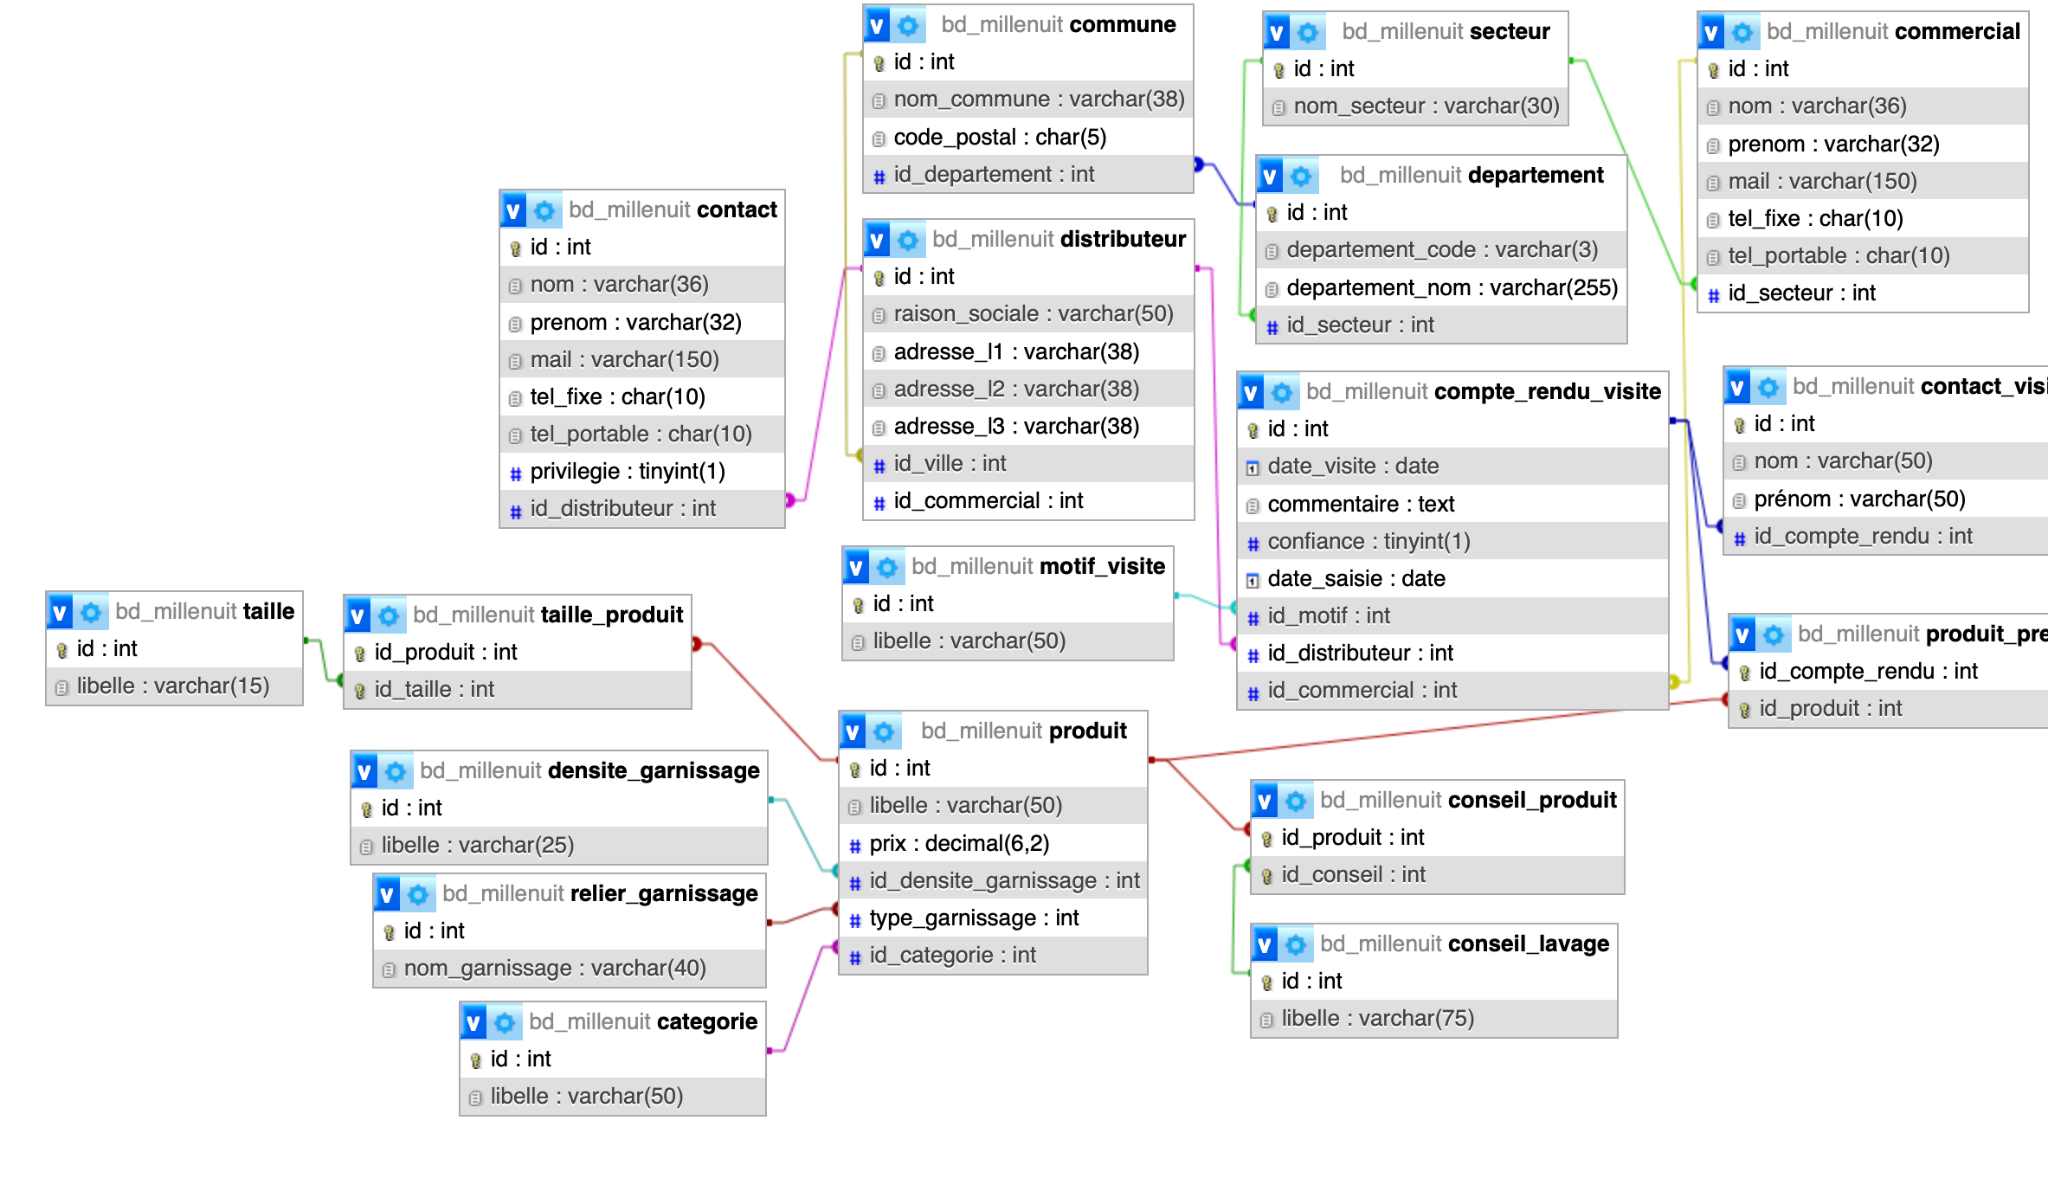 bd_millenuit commune
id : int
nom_commune : varchar(38)
code_postal : char(5)
id_departement : int
bd_millenuit secteur
id : int
nom_secteur : varchar(30)
bd_millenuit commercial
id : int
nom : varchar(36)
prenom : varchar(32)
mail : varchar(150)
tel_fixe : char(10)
tel_portable : char(10)
id_secteur : int
bd_millenuit departement
id : int
departement_code : varchar(3)
departement_nom : varchar(255)
id_secteur : int
bd_millenuit contact
id : int
nom : varchar(36)
prenom : varchar(32)
mail : varchar(150)
tel_fixe : char(10)
tel_portable : char(10)
privilegie : tinyint(1)
id_distributeur : int
bd_millenuit distributeur
id : int
raison_sociale : varchar(50)
adresse_l1 : varchar(38)
adresse_l2 : varchar(38)
adresse_l3 : varchar(38)
id_ville : int
id_commercial : int
bd_millenuit compte_rendu_visite
id : int
date_visite : date
commentaire : text
confiance : tinyint(1)
date_saisie : date
id_motif : int
id_distributeur : int
id_commercial : int
bd_millenuit contact_visi
id : int
nom : varchar(50)
prénom : varchar(50)
id_compte_rendu : int
bd_millenuit motif_visite
id : int
libelle : varchar(50)
bd_millenuit taille
id : int
libelle : varchar(15)
bd_millenuit taille_produit
id_produit : int
id_taille : int
bd_millenuit produit_pre
id_compte_rendu : int
id_produit : int
bd_millenuit produit
id : int
libelle : varchar(50)
prix : decimal(6,2)
id_densite_garnissage : int
type_garnissage : int
id_categorie : int
bd_millenuit densite_garnissage
id : int
libelle : varchar(25)
bd_millenuit relier_garnissage
id : int
nom_garnissage : varchar(40)
bd_millenuit categorie
id : int
libelle : varchar(50)
bd_millenuit conseil_produit
id_produit : int
id_conseil : int
bd_millenuit conseil_lavage
id : int
libelle : varchar(75)